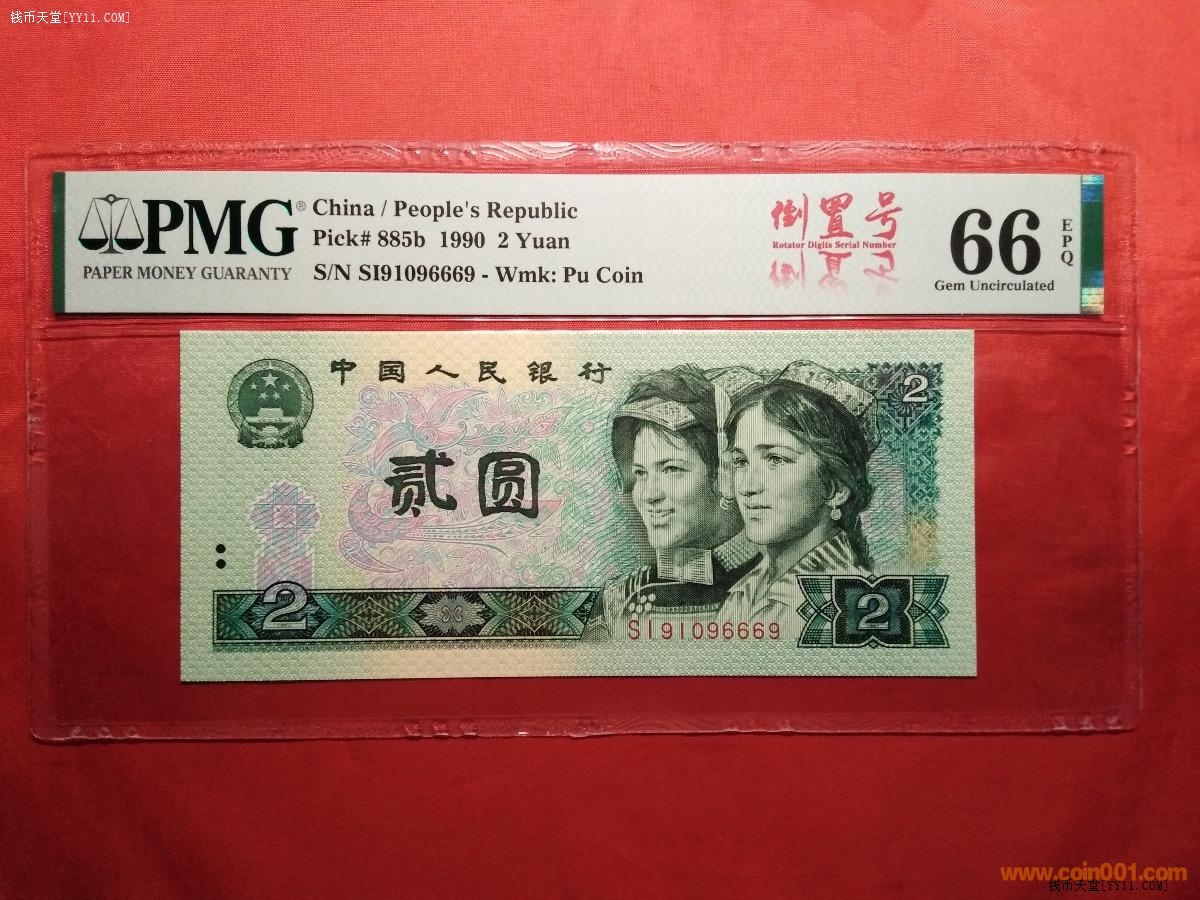 钱币天堂[YY11.COM]
PMG®
PAPER MONEY GUARANTY
China / People's Republic
Pick# 885b 1990 2 Yuan
S/N SI91096669 - Wmk: Pu Coin
倒置号
Rotator Digits Serial Number
66
EPQ
Gem Uncirculated
中国人民银行
2
贰圆
2
SI91096669
2
www.coin001.com
钱币天堂[YY11.COM]